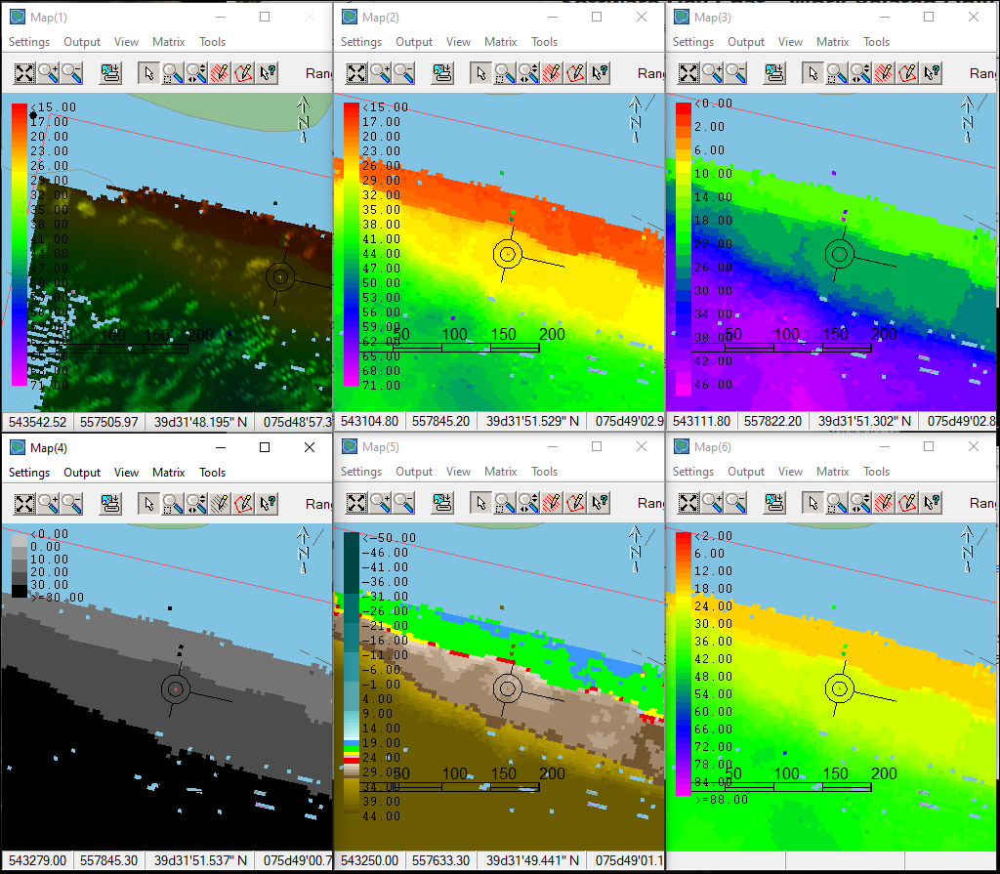 Map(1)
Settings Output View Matrix Tools
Rang
<15.00
17.00
20.00
23.00
26.00
29.00
32.00
35.00
38.00
41.00
44.00
47.00
50.00
53.00
56.00
59.00
62.00
65.00
68.00
71.00
N
100 150 200
543542.52 557505.97 39d31'48.195" N 075d48'57.3
Map(2)
Settings Output View Matrix Tools
Rang
<15.00
17.00
20.00
23.00
26.00
29.00
32.00
35.00
38.00
41.00
44.00
47.00
50.00
53.00
56.00
59.00
62.00
65.00
68.00
71.00
N
50 100 150 200
543104.80 557845.20 39d31'51.529" N 075d49'02.9
Map(3)
Settings Output View Matrix Tools
Rang
<0.00
2.00
6.00
10.00
14.00
18.00
22.00
26.00
30.00
34.00
38.00
42.00
46.00
N
50 100 150 200
543111.80 557822.20 39d31'51.302" N 075d49'02.8
Map(4)
Settings Output View Matrix Tools
Rang
<0.00
0.00
10.00
20.00
30.00
>=30.00
N
543279.00 557845.30 39d31'51.537" N 075d49'00.7
Map(5)
Settings Output View Matrix Tools
Rang
<-50.00
-46.00
-41.00
-36.00
-31.00
-26.00
-21.00
-16.00
-11.00
-6.00
-1.00
4.00
9.00
14.00
19.00
24.00
29.00
34.00
39.00
44.00
N
50 100 150 200
543250.00 557633.30 39d31'49.441" N 075d49'01.1
Map(6)
Settings Output View Matrix Tools
Rang
<2.00
6.00
12.00
18.00
24.00
30.00
36.00
42.00
48.00
54.00
60.00
66.00
72.00
78.00
84.00
>=88.00
N
50 100 150 200